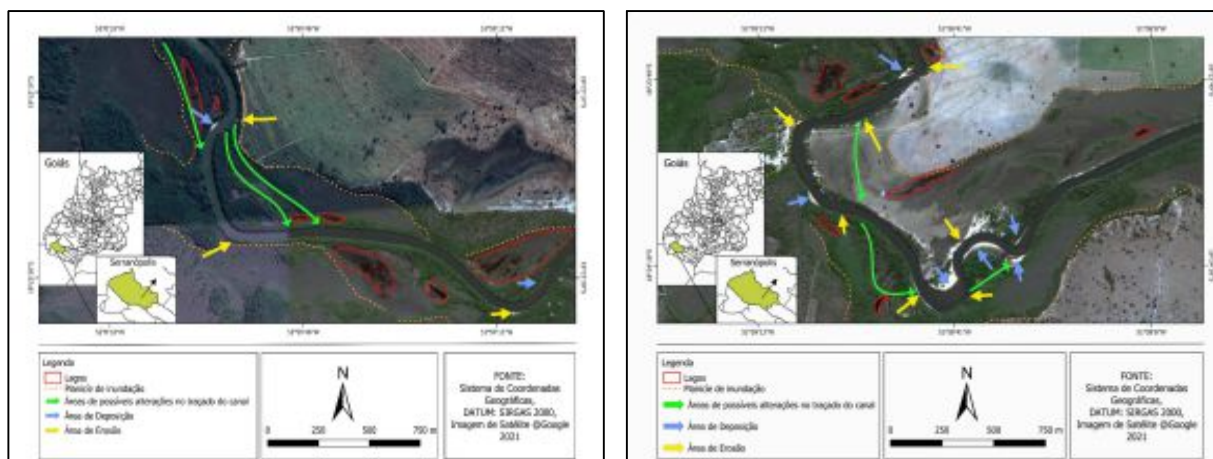 Goiás
Serranópolis
Legenda
Lagos
Planície de inundação
Áreas de possíveis alterações no traçado do canal
Área de Deposição
Área de Erosão
N
0 250 500 750 m
FONTE:
Sistema de Coordenadas
Geográficas,
DATUM: SIRGAS 2000,
Imagem de Satélite @Google
2021
Goiás
Serranópolis
Legenda
Lagos
Planície de inundação
Áreas de possíveis alterações no traçado do canal
Área de Deposição
Área de Erosão
N
0 250 500 750 m
FONTE:
Sistema de Coordenadas
Geográficas,
DATUM: SIRGAS 2000,
Imagem de Satélite @Google
2021